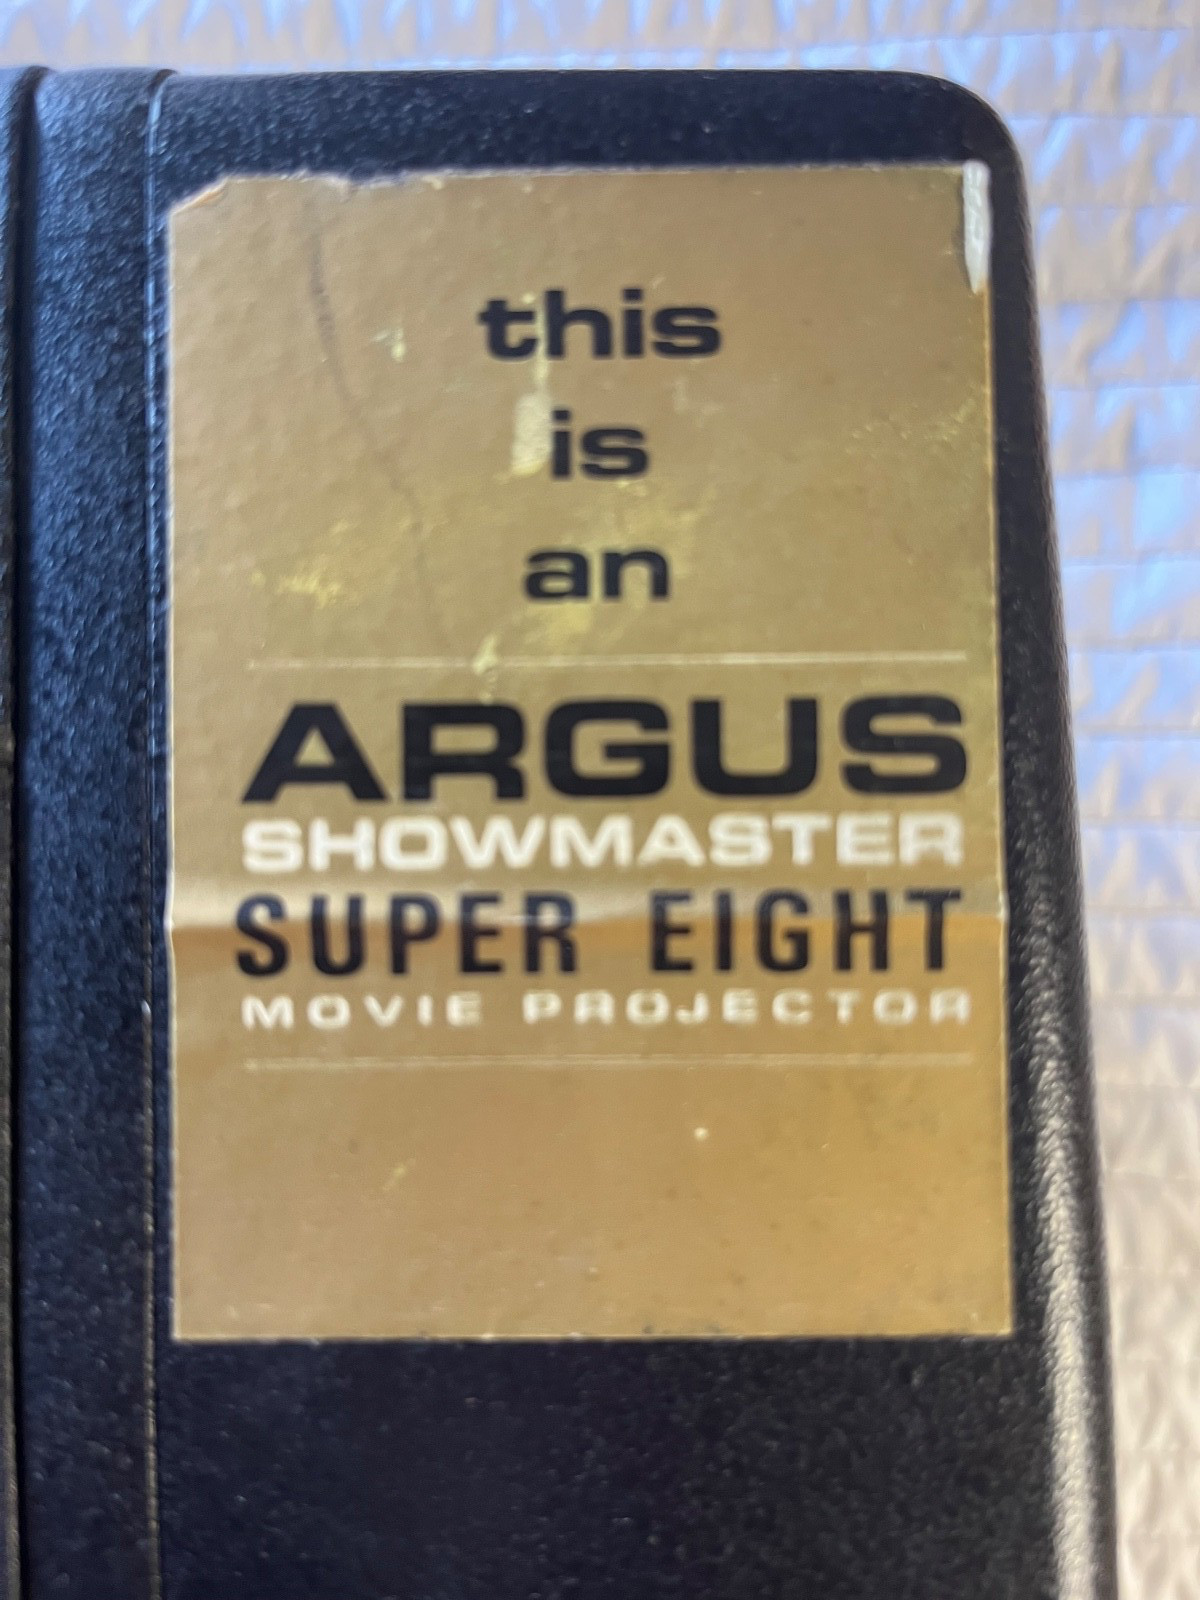 this
is
an
ARGUS
SHOWMASTER
SUPER EIGHT
MOVIE PROJECTOR